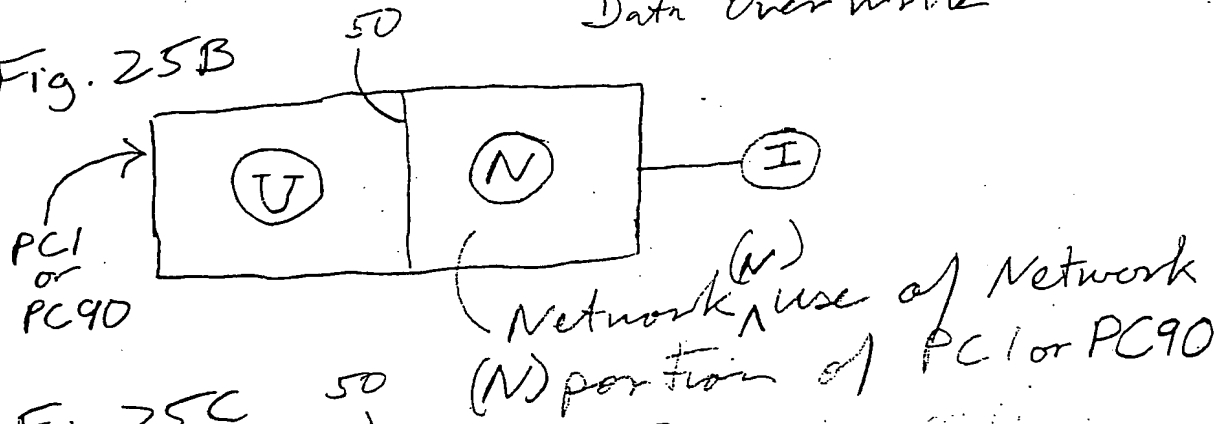 Data Overwrite
50
Fig. 25B
U
N
I
PC1
or
PC90
Network (N) use of Network
(N) portion of PC1 or PC90
Fig. 25C
50